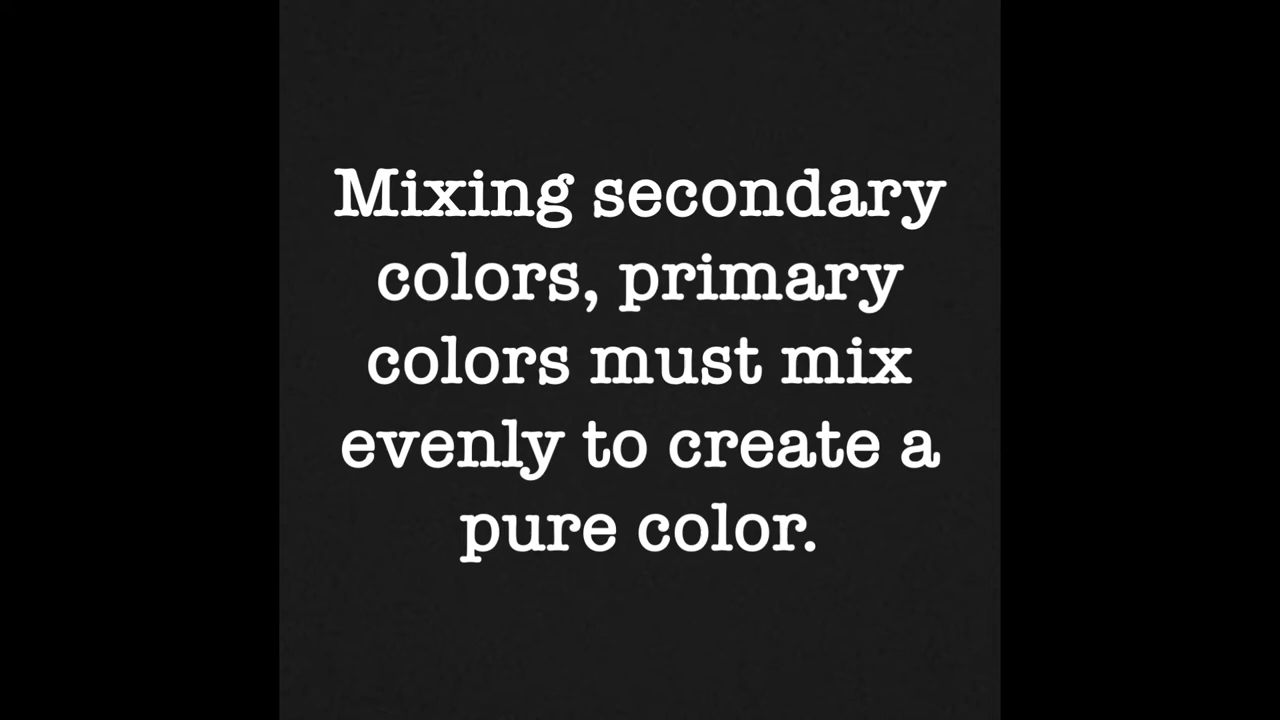 Mixing secondary
colors, primary
colors must mix
evenly to create a
pure color.